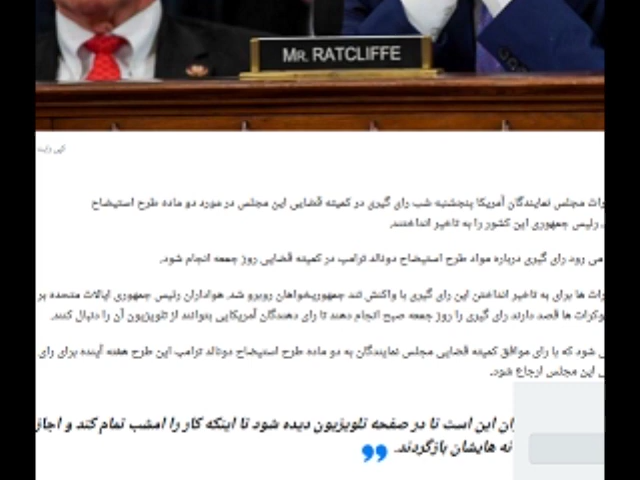 MR. RATCLIFFE
رات مجلس نمایندگان آمریکا پنجشنبه شب رای گیری در کمیته قضایی این مجلس در مورد دو ماده طرح استیضاح
رئیس جمهوری این کشور را به تاخیر انداختند.
می رود رای گیری درباره مواد طرح استیضاح دونالد ترامپ در کمیته قضایی روز جمعه انجام شود.
رات ها برای به تاخیر انداختن این رای گیری با واکنش تند جمهوریخواهان روبرو شد. هواداران رئیس جمهوری ایالات متحده بر
وکرات ها قصد دارند رای گیری را روز جمعه صبح انجام دهند تا رای دهندگان آمریکایی بتوانند از تلویزیون آن را دنبال کنند.
شود که با رای موافق کمیته قضایی مجلس نمایندگان به دو ماده طرح استیضاح دونالد ترامپ این طرح هفته آینده برای رای
این مجلس ارجاع شود.
ان این است تا در صفحه تلویزیون دیده شود تا اینکه کار را امشب تمام کند و اجاز
نه هایشان بازگردند.